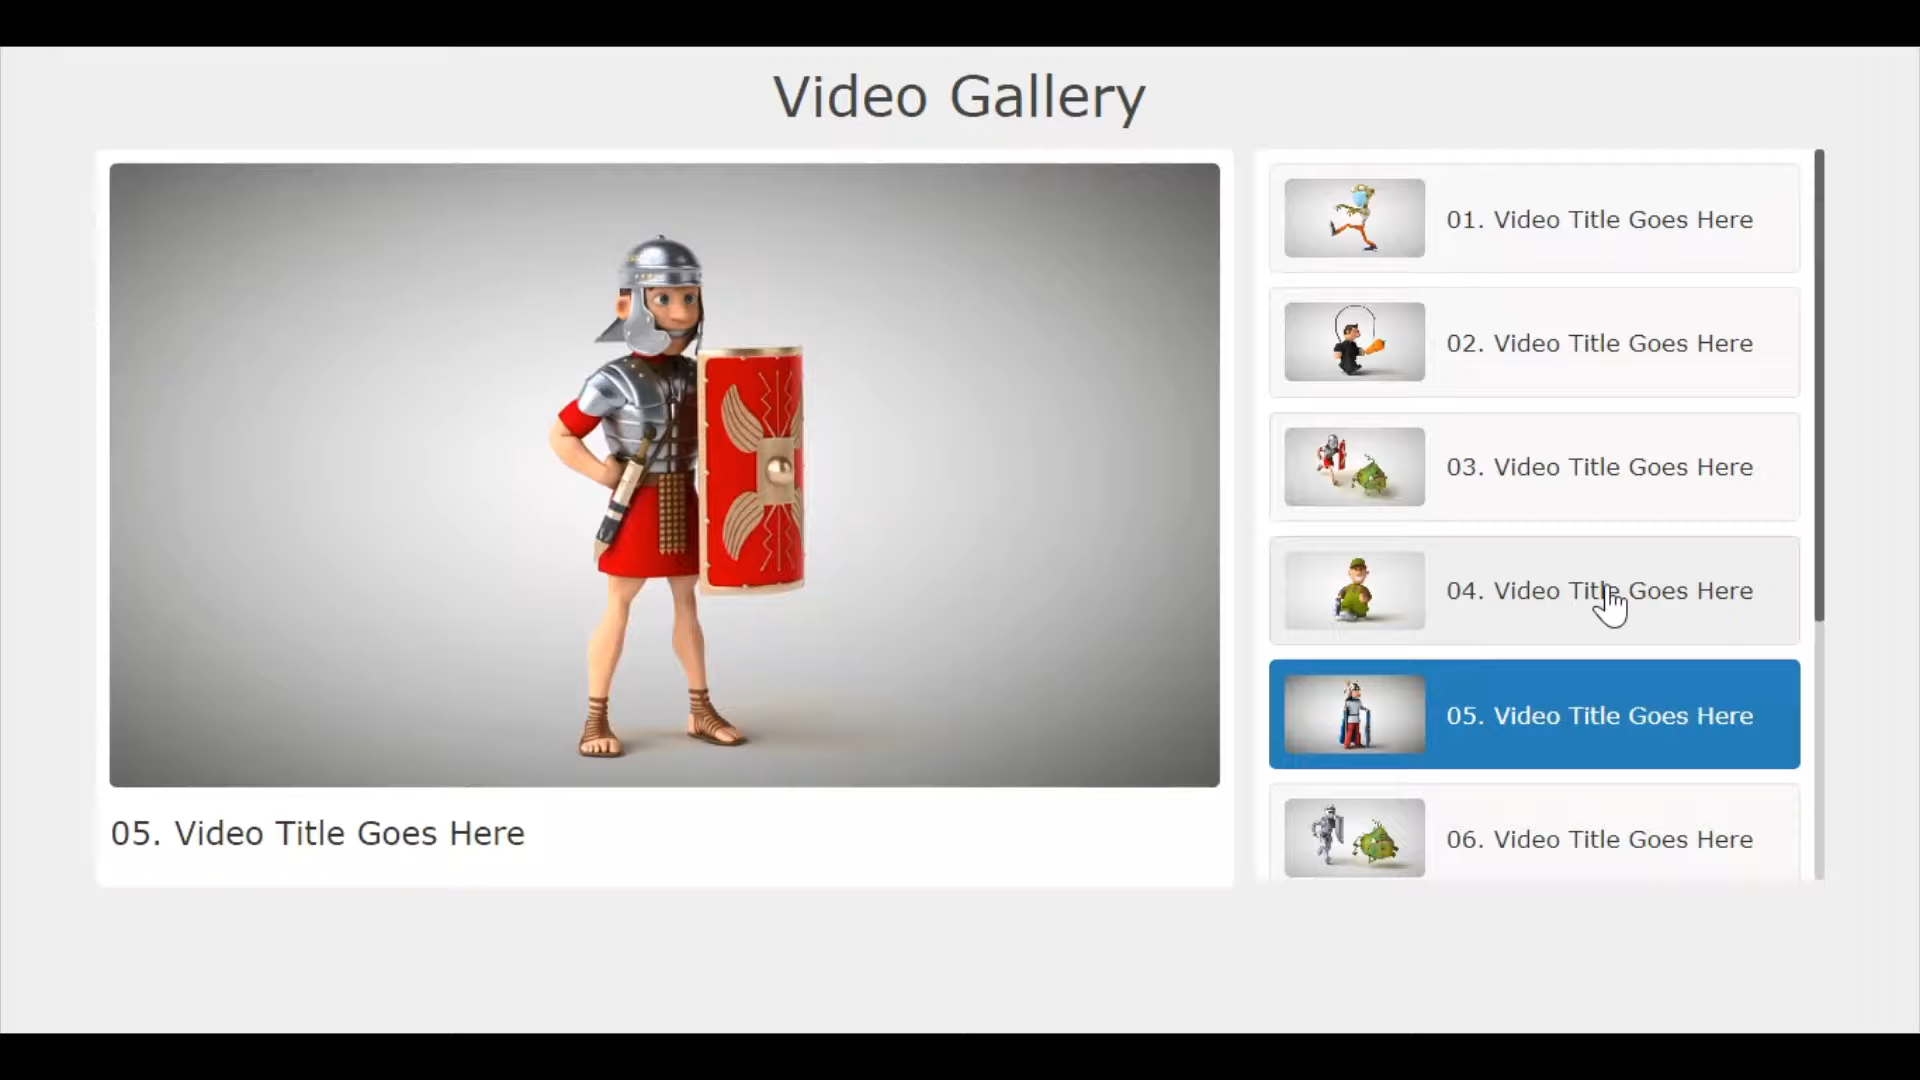 Video Gallery
05. Video Title Goes Here
01. Video Title Goes Here
02. Video Title Goes Here
03. Video Title Goes Here
04. Video Title Goes Here
05. Video Title Goes Here
06. Video Title Goes Here